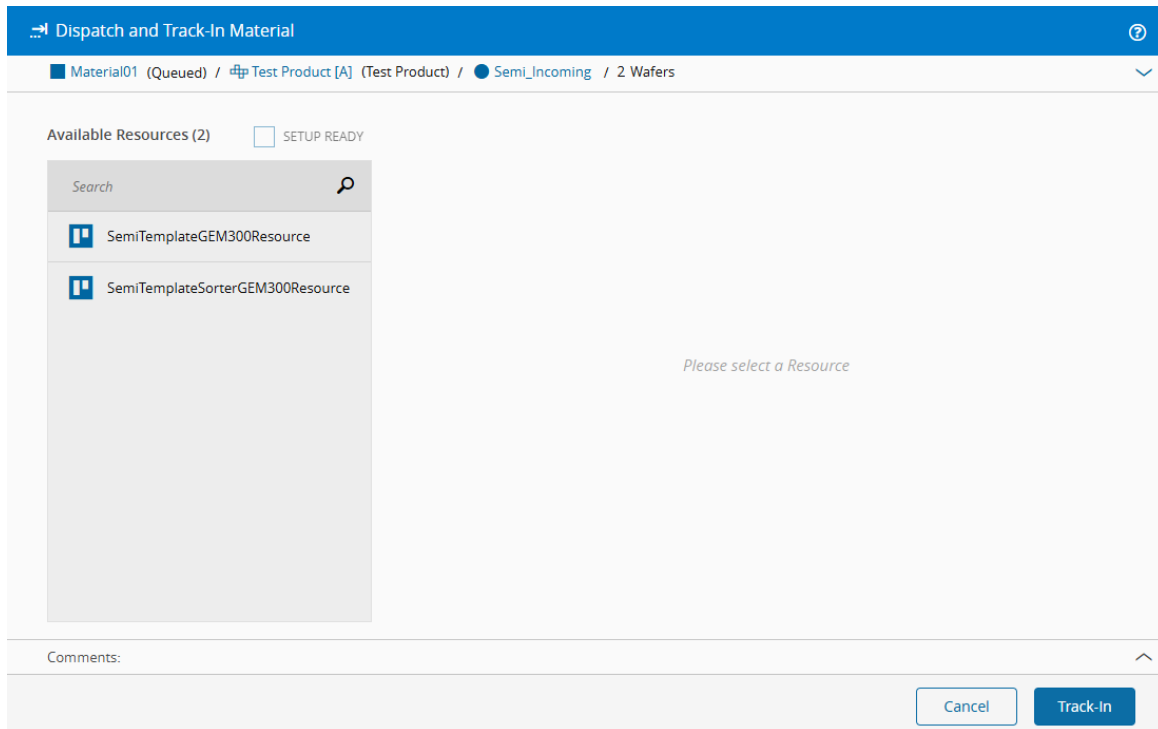 Dispatch and Track-In Material
Material01 (Queued) / Test Product [A] (Test Product) / Semi_Incoming / 2 Wafers
Available Resources (2) SETUP READY
Search
SemiTemplateGEM300Resource
SemiTemplateSorterGEM300Resource
Please select a Resource
Comments:
Cancel Track-In